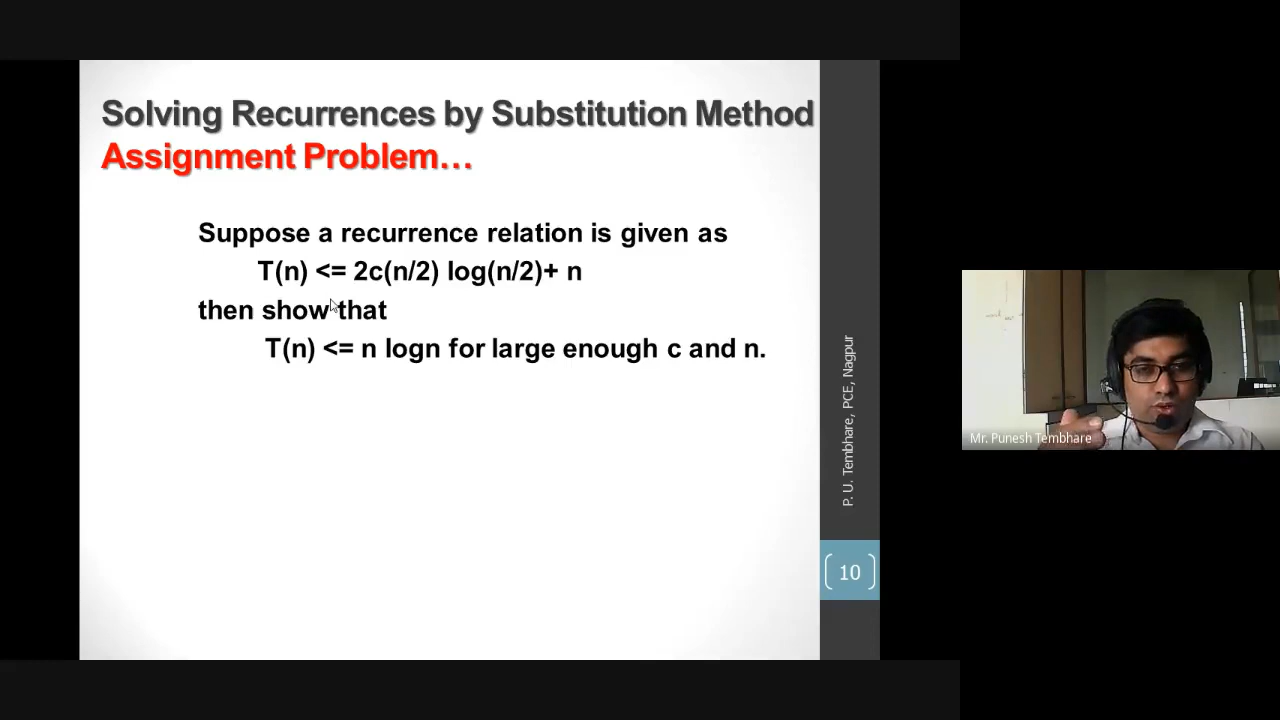 Solving Recurrences by Substitution Method
Assignment Problem…
Suppose a recurrence relation is given as
T(n) <= 2c(n/2) log(n/2)+ n
then show that
T(n) <= n logn for large enough c and n.
P. U. Tembhare, PCE, Nagpur
10
Mr. Punesh Tembhare